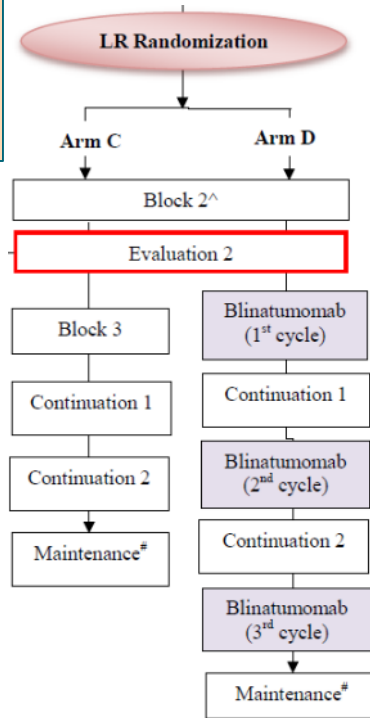 LR Randomization
Arm C
Arm D
Block 2^
Evaluation 2
Block 3
Continuation 1
Continuation 2
Maintenance#
Blinatumomab
(1st cycle)
Continuation 1
Blinatumomab
(2nd cycle)
Continuation 2
Blinatumomab
(3rd cycle)
Maintenance#